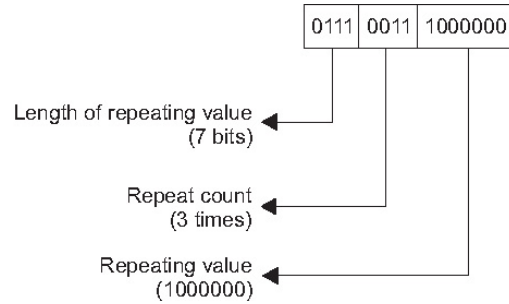 0111 0011 1000000
Length of repeating value
(7 bits)
Repeat count
(3 times)
Repeating value
(1000000)